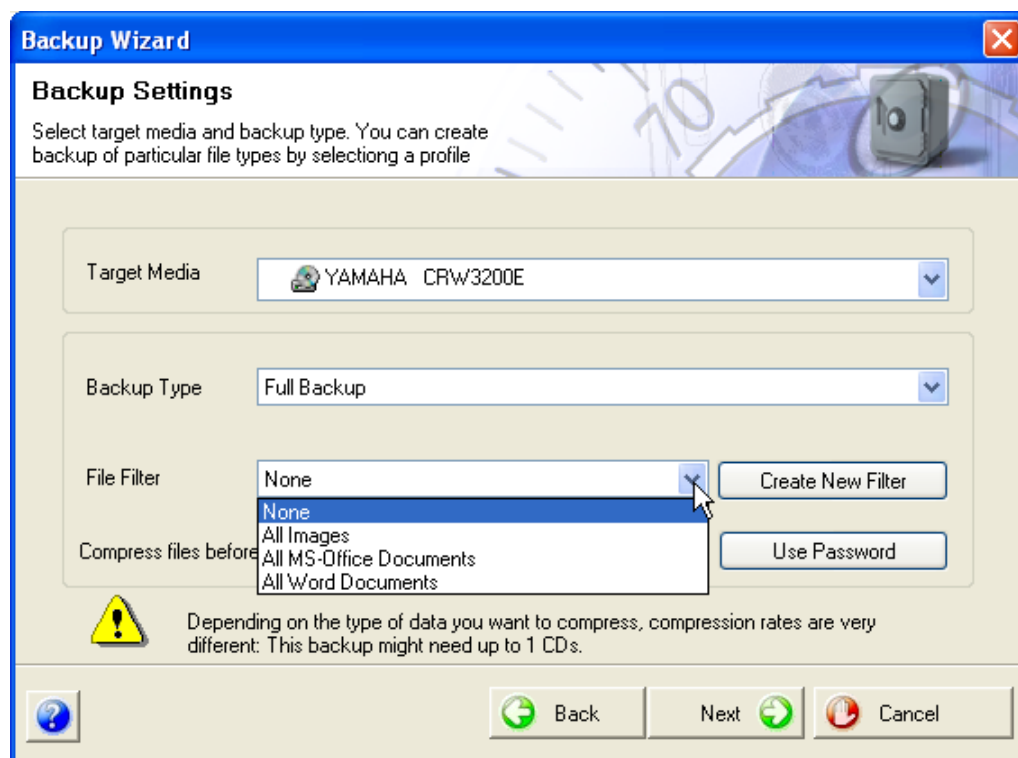 Backup Wizard
Backup Settings
Select target media and backup type. You can create
backup of particular file types by selectiong a profile
70
Target Media
YAMAHA CRW3200E
Backup Type
Full Backup
File Filter
None
Create New Filter
None
All Images
All MS-Office Documents
All Word Documents
Compress files before
Use Password
Depending on the type of data you want to compress, compression rates are very
different: This backup might need up to 1 CDs.
Back
Next
Cancel